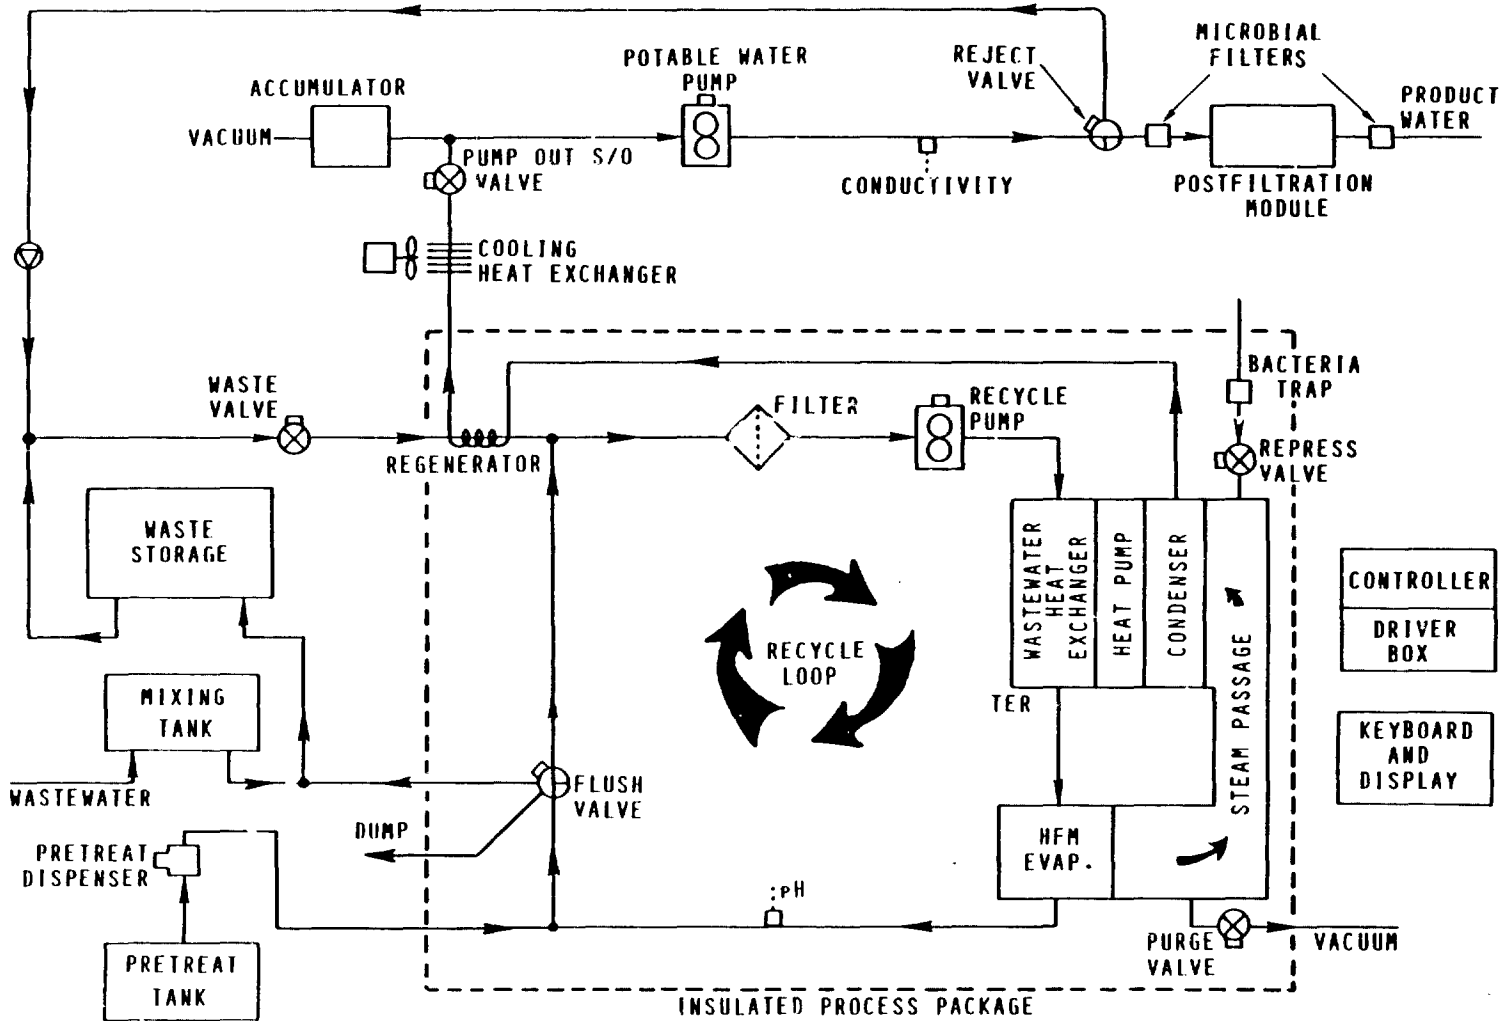 MICROBIAL
FILTERS
REJECT
VALVE
POTABLE WATER
PUMP
ACCUMULATOR
PRODUCT
WATER
VACUUM
PUMP OUT S/O
VALVE
CONDUCTIVITY
POSTFILTRATION
MODULE
COOLING
HEAT EXCHANGER
BACTERIA
TRAP
WASTE
VALVE
FILTER
RECYCLE
PUMP
REGENERATOR
REPRESS
VALVE
WASTE
STORAGE
WASTEWATER
HEAT
EXCHANGER
HEAT PUMP
CONDENSER
STEAM PASSAGE
CONTROLLER
DRIVER
BOX
RECYCLE
LOOP
MIXING
TANK
TER
KEYBOARD
AND
DISPLAY
WASTEWATER
FLUSH
VALVE
DUMP
HFM
EVAP.
PRETREAT
DISPENSER
pH
PURGE
VALVE
VACUUM
PRETREAT
TANK
INSULATED PROCESS PACKAGE